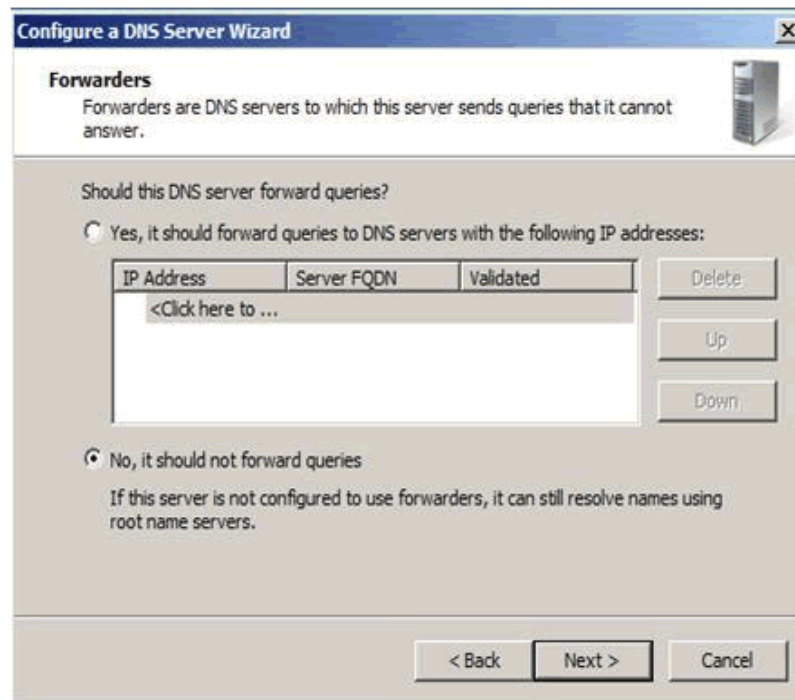 Configure a DNS Server Wizard
Forwarders
Forwarders are DNS servers to which this server sends queries that it cannot
answer.
Should this DNS server forward queries?
Yes, it should forward queries to DNS servers with the following IP addresses:
IP Address Server FQDN Validated
<Click here to ...
Delete
Up
Down
No, it should not forward queries
If this server is not configured to use forwarders, it can still resolve names using
root name servers.
< Back Next > Cancel